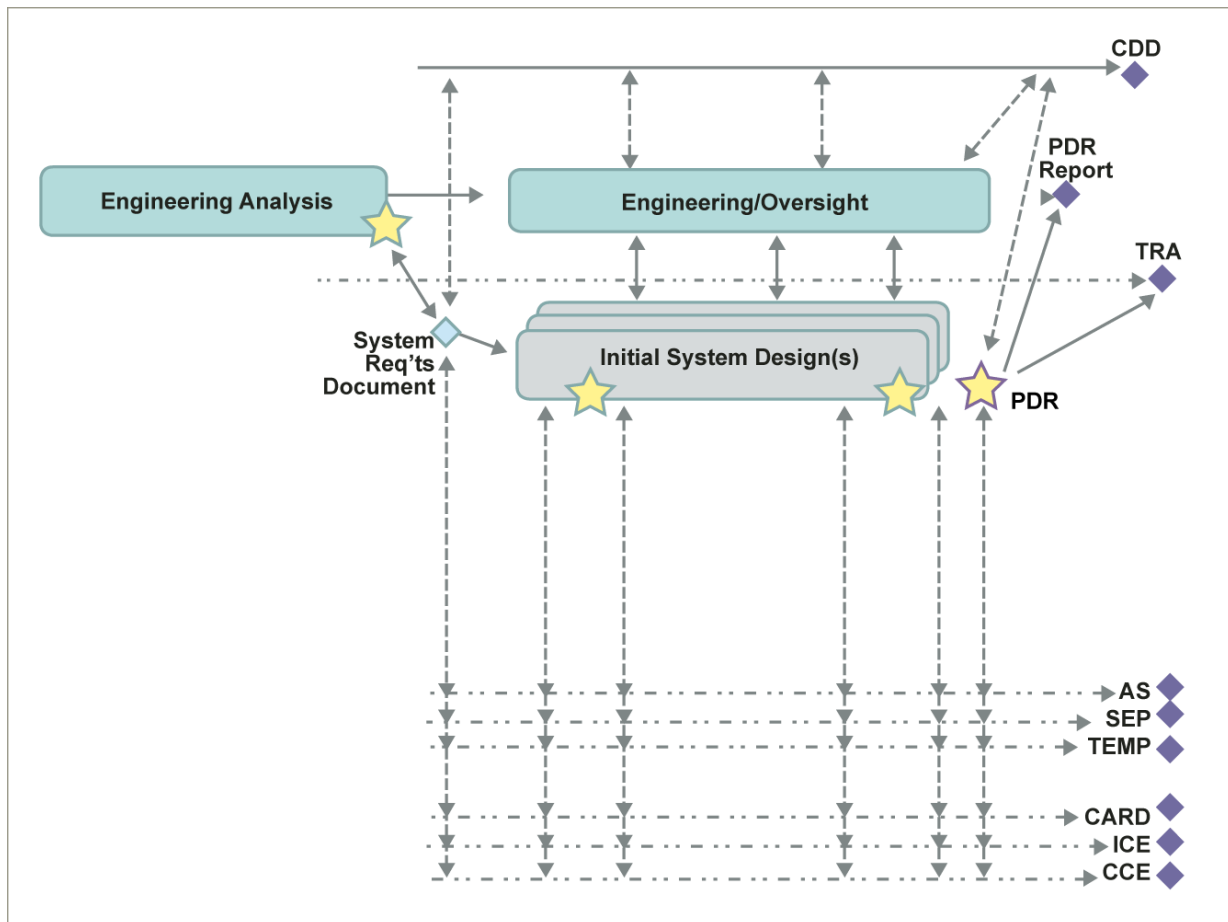 CDD
PDR
Report
Engineering Analysis
Engineering/Oversight
TRA
System
Req'ts
Document
Initial System Design(s)
PDR
AS
SEP
TEMP
CARD
ICE
CCE